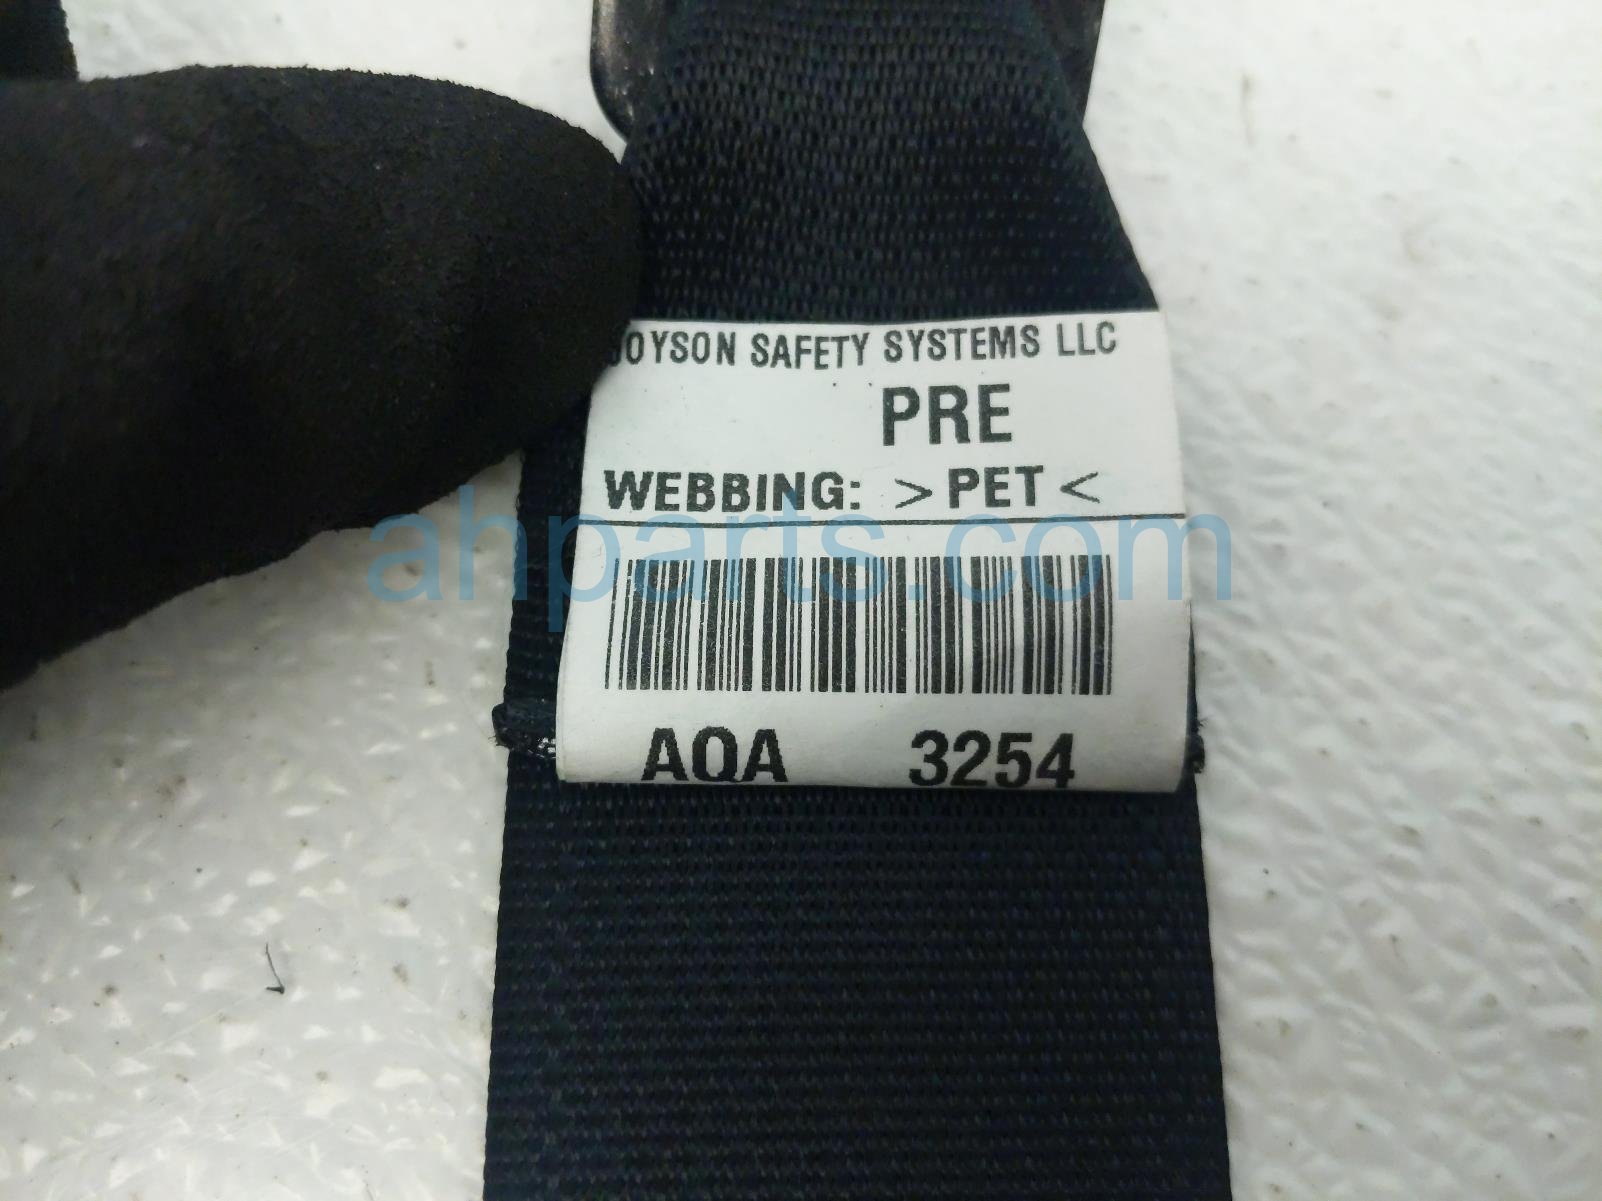 JOYSON SAFETY SYSTEMS LLC
PRE
WEBBING: >PET<
ahparts.com
AQA 3254